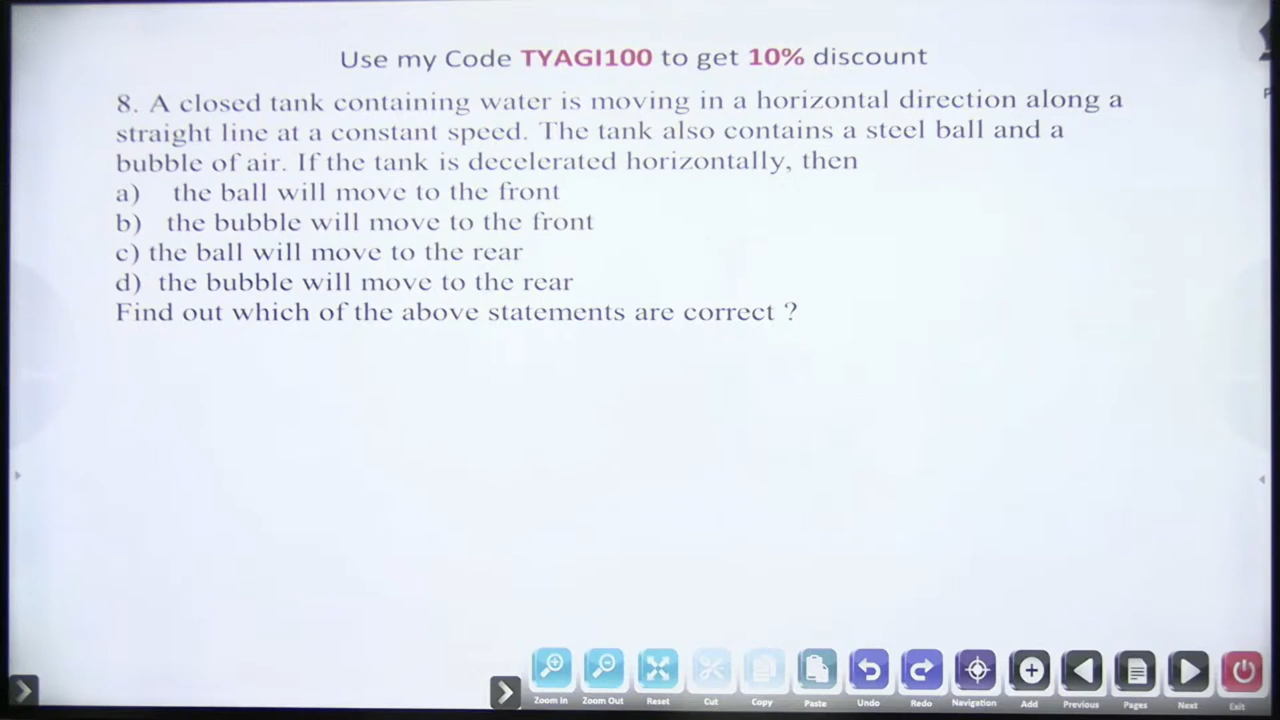 Use my Code TYAGI100 to get 10% discount
8. A closed tank containing water is moving in a horizontal direction along a
straight line at a constant speed. The tank also contains a steel ball and a
bubble of air. If the tank is decelerated horizontally, then
a) the ball will move to the front
b) the bubble will move to the front
c) the ball will move to the rear
d) the bubble will move to the rear
Find out which of the above statements are correct ?
Zoom In Zoom Out Reset Cut Copy Paste Undo Redo Navigation Add Previous Pages Next Exit